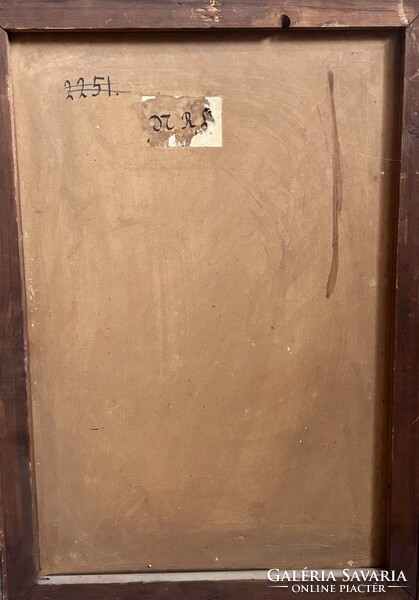 2251.
GALÉRIA SAVARIA
ONLINE PIACTÉR